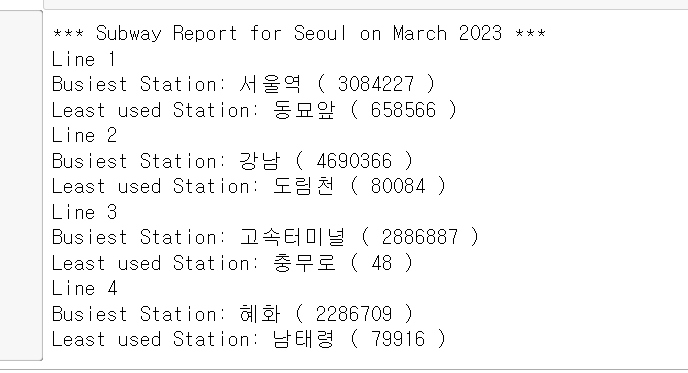 *** Subway Report for Seoul on March 2023 ***
Line 1
Busiest Station: 서울역 ( 3084227 )
Least used Station: 동묘앞 ( 658566 )
Line 2
Busiest Station: 강남 ( 4690366 )
Least used Station: 도림천 ( 80084 )
Line 3
Busiest Station: 고속터미널 ( 2886887 )
Least used Station: 충무로 ( 48 )
Line 4
Busiest Station: 혜화 ( 2286709 )
Least used Station: 남태령 ( 79916 )